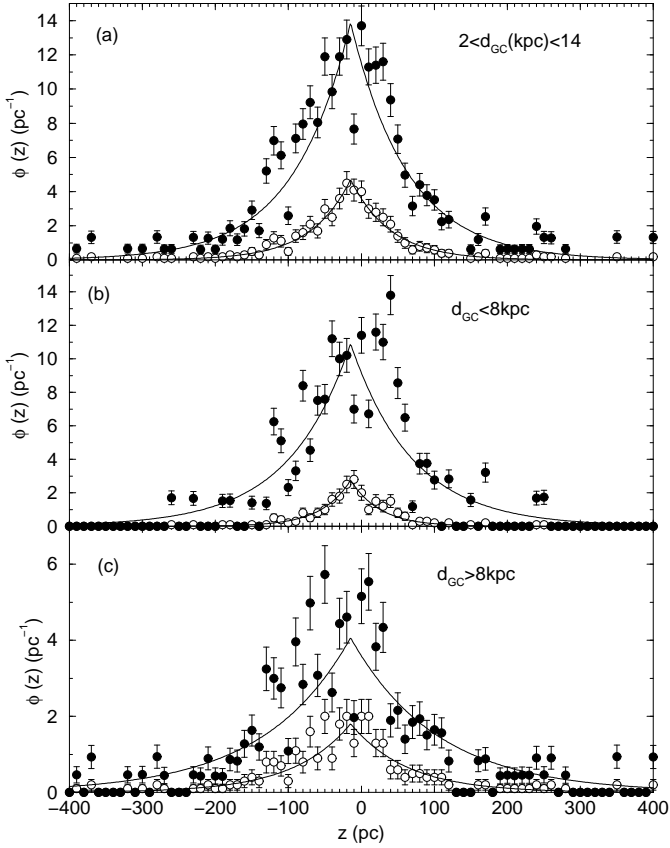 14
12
10
8
6
4
2
0
ϕ (z) (pc⁻¹)
(a)
2<d_GC(kpc)<14
14
12
10
8
6
4
2
0
ϕ (z) (pc⁻¹)
(b)
d_GC<8kpc
6
4
2
0
ϕ (z) (pc⁻¹)
(c)
d_GC>8kpc
−400 −300 −200 −100 0 100 200 300 400
z (pc)